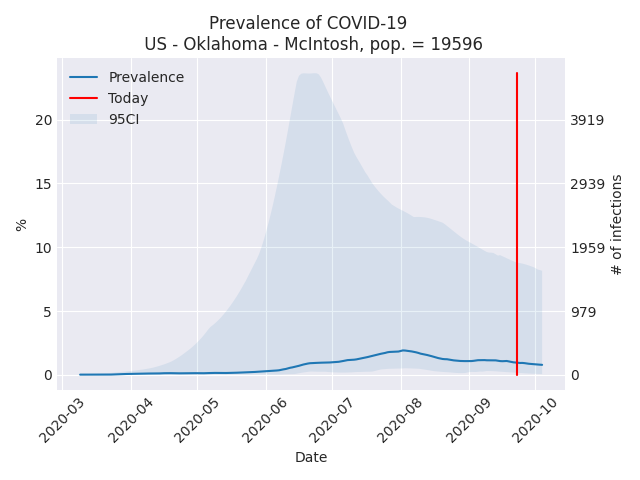 Prevalence of COVID-19
US - Oklahoma - McIntosh, pop. = 19596
Prevalence
Today
95CI
20
15
10
5
0
%
3919
2939
1959
979
0
# of infections
2020-03
2020-04
2020-05
2020-06
2020-07
2020-08
2020-09
2020-10
Date